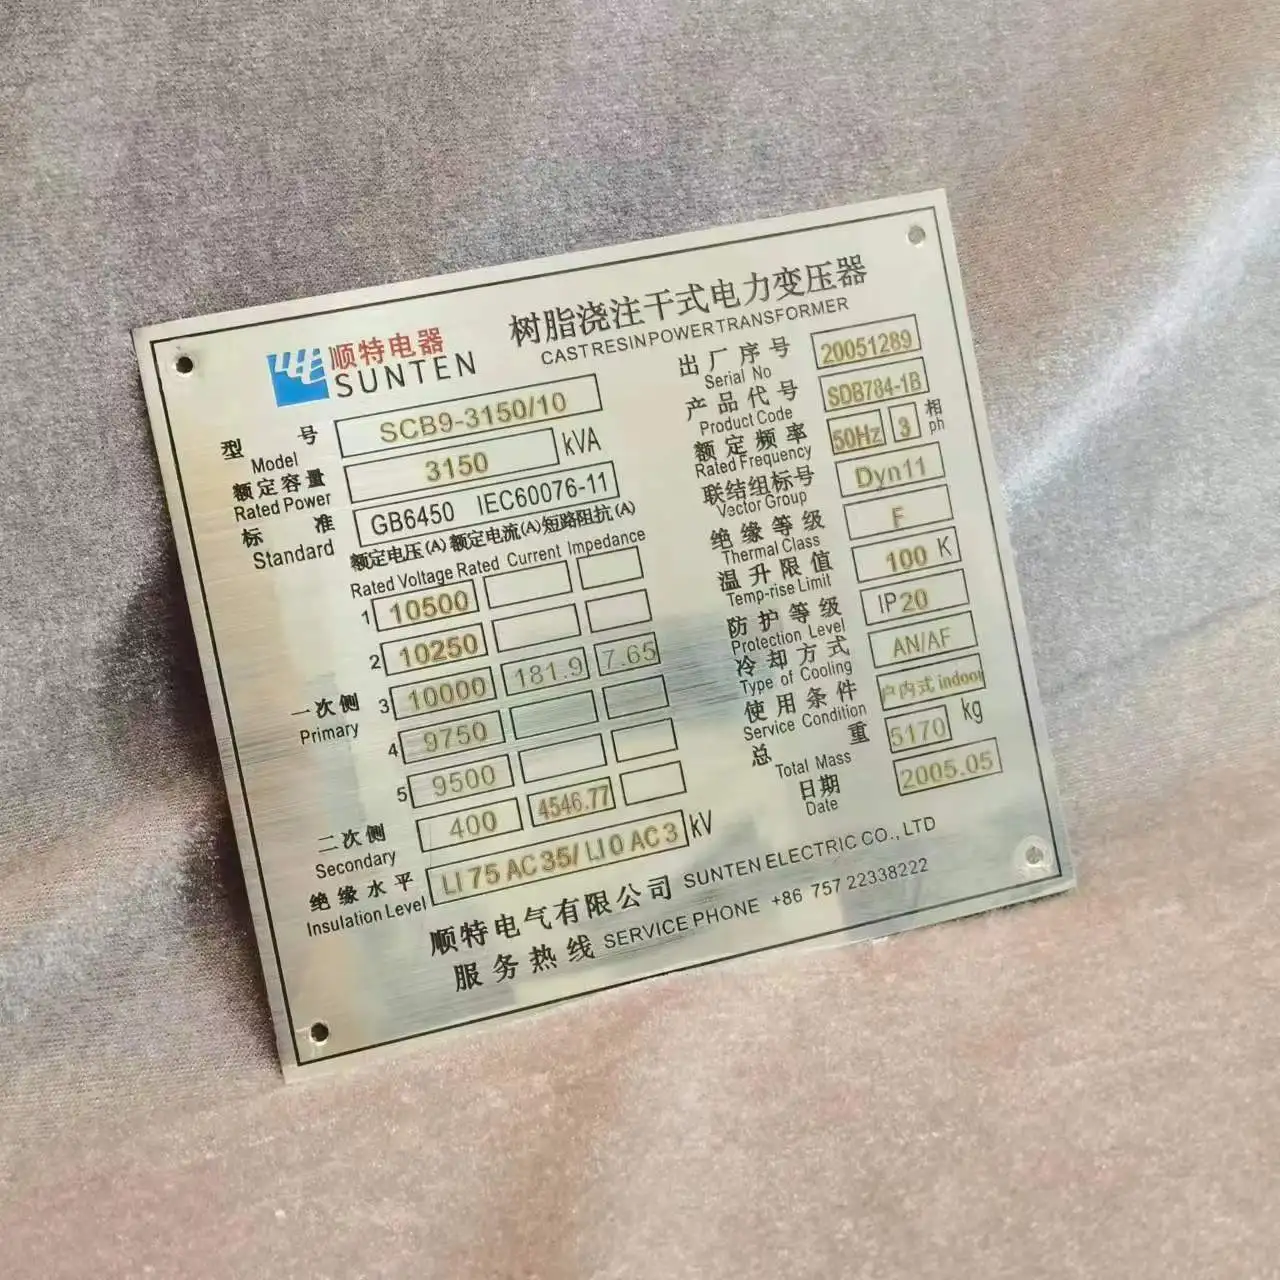 顺特电器
SUNTEN
树脂浇注干式电力变压器
CASTRESINPOWERTRANSFORMER
型 号 SCB9-3150/10
Model
额定容量 3150 kVA
Rated Power
标 准 GB6450 IEC60076-11
Standard
额定电压(A) 额定电流(A) 短路阻抗(A)
Rated Voltage Rated Current Impedance
1 10500
2 10250
一次侧 3 10000 181.9 7.65
Primary
4 9750
5 9500
二次侧 400 4546.77
Secondary
绝缘水平 LI 75 AC 35/ LI 0 AC 3 kV
Insulation Level
出厂序号 20051289
Serial No
产品代号 SDB784-1B
Product Code
额定频率 50Hz 3 相
Rated Frequency ph
联结组标号 Dyn11
Vector Group
绝缘等级 F
Thermal Class
温升限值 100 K
Temp-rise Limit
防护等级 IP20
Protection Level
冷却方式 AN/AF
Type of Cooling
使用条件 户内式 indoor
Service Condition
总 重 5170 kg
Total Mass
日期 2005.05
Date
顺特电气有限公司 SUNTEN ELECTRIC CO., LTD
服务热线 SERVICE PHONE +86 757 22338222